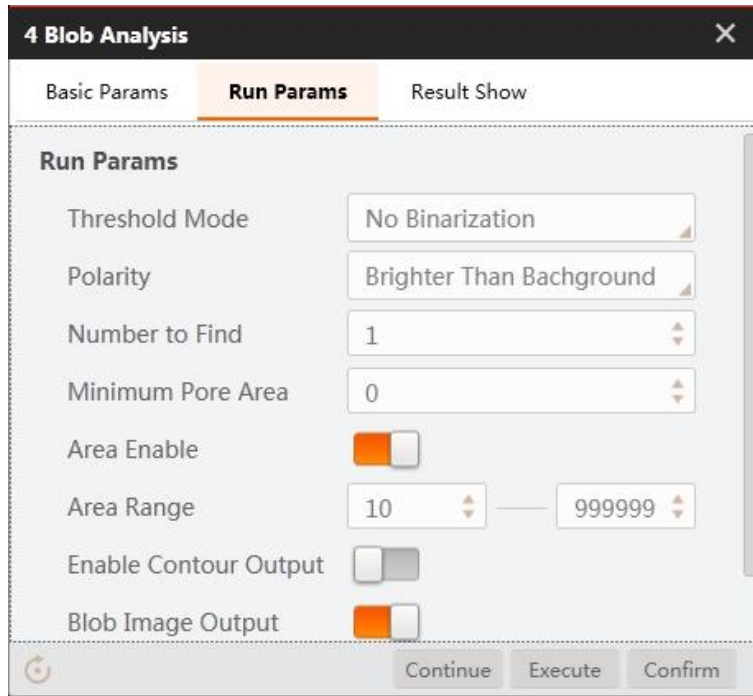 4 Blob Analysis
Basic Params Run Params Result Show
Run Params
Threshold Mode No Binarization
Polarity Brighter Than Bachground
Number to Find 1
Minimum Pore Area 0
Area Enable
Area Range 10 999999
Enable Contour Output
Blob Image Output
Continue Execute Confirm